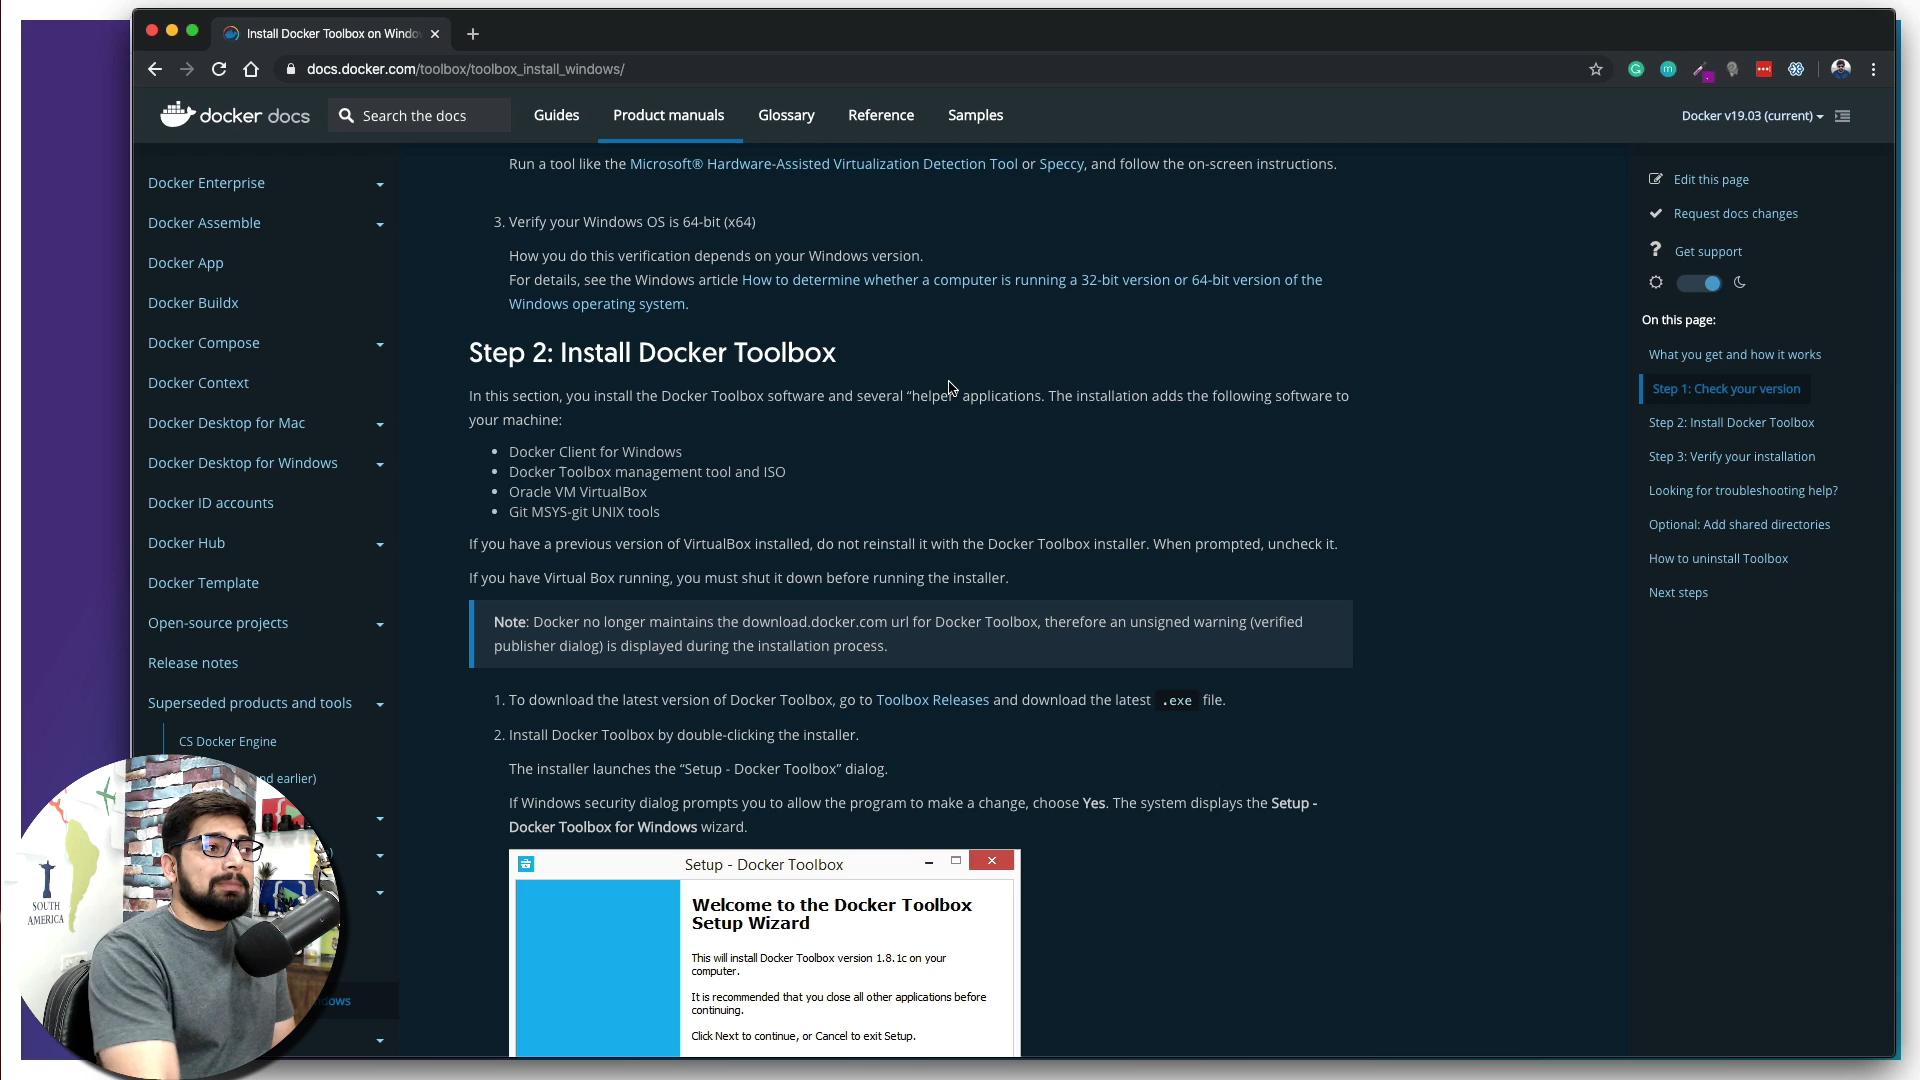 Install Docker Toolbox on Windo
docs.docker.com/toolbox/toolbox_install_windows/
docker docs
Search the docs
Guides
Product manuals
Glossary
Reference
Samples
Docker v19.03 (current)
Docker Enterprise
Docker Assemble
Docker App
Docker Buildx
Docker Compose
Docker Context
Docker Desktop for Mac
Docker Desktop for Windows
Docker ID accounts
Docker Hub
Docker Template
Open-source projects
Release notes
Superseded products and tools
CS Docker Engine
nd earlier)
ndows
SOUTH
AMERICA
Run a tool like the Microsoft® Hardware-Assisted Virtualization Detection Tool or Speccy, and follow the on-screen instructions.
3. Verify your Windows OS is 64-bit (x64)
How you do this verification depends on your Windows version.
For details, see the Windows article How to determine whether a computer is running a 32-bit version or 64-bit version of the
Windows operating system.
Step 2: Install Docker Toolbox
In this section, you install the Docker Toolbox software and several “helper” applications. The installation adds the following software to
your machine:
• Docker Client for Windows
• Docker Toolbox management tool and ISO
• Oracle VM VirtualBox
• Git MSYS-git UNIX tools
If you have a previous version of VirtualBox installed, do not reinstall it with the Docker Toolbox installer. When prompted, uncheck it.
If you have Virtual Box running, you must shut it down before running the installer.
Note: Docker no longer maintains the download.docker.com url for Docker Toolbox, therefore an unsigned warning (verified
publisher dialog) is displayed during the installation process.
1. To download the latest version of Docker Toolbox, go to Toolbox Releases and download the latest .exe file.
2. Install Docker Toolbox by double-clicking the installer.
The installer launches the “Setup - Docker Toolbox” dialog.
If Windows security dialog prompts you to allow the program to make a change, choose Yes. The system displays the Setup -
Docker Toolbox for Windows wizard.
Setup - Docker Toolbox
Welcome to the Docker Toolbox
Setup Wizard
This will install Docker Toolbox version 1.8.1c on your
computer.
It is recommended that you close all other applications before
continuing.
Click Next to continue, or Cancel to exit Setup.
Edit this page
Request docs changes
Get support
On this page:
What you get and how it works
Step 1: Check your version
Step 2: Install Docker Toolbox
Step 3: Verify your installation
Looking for troubleshooting help?
Optional: Add shared directories
How to uninstall Toolbox
Next steps